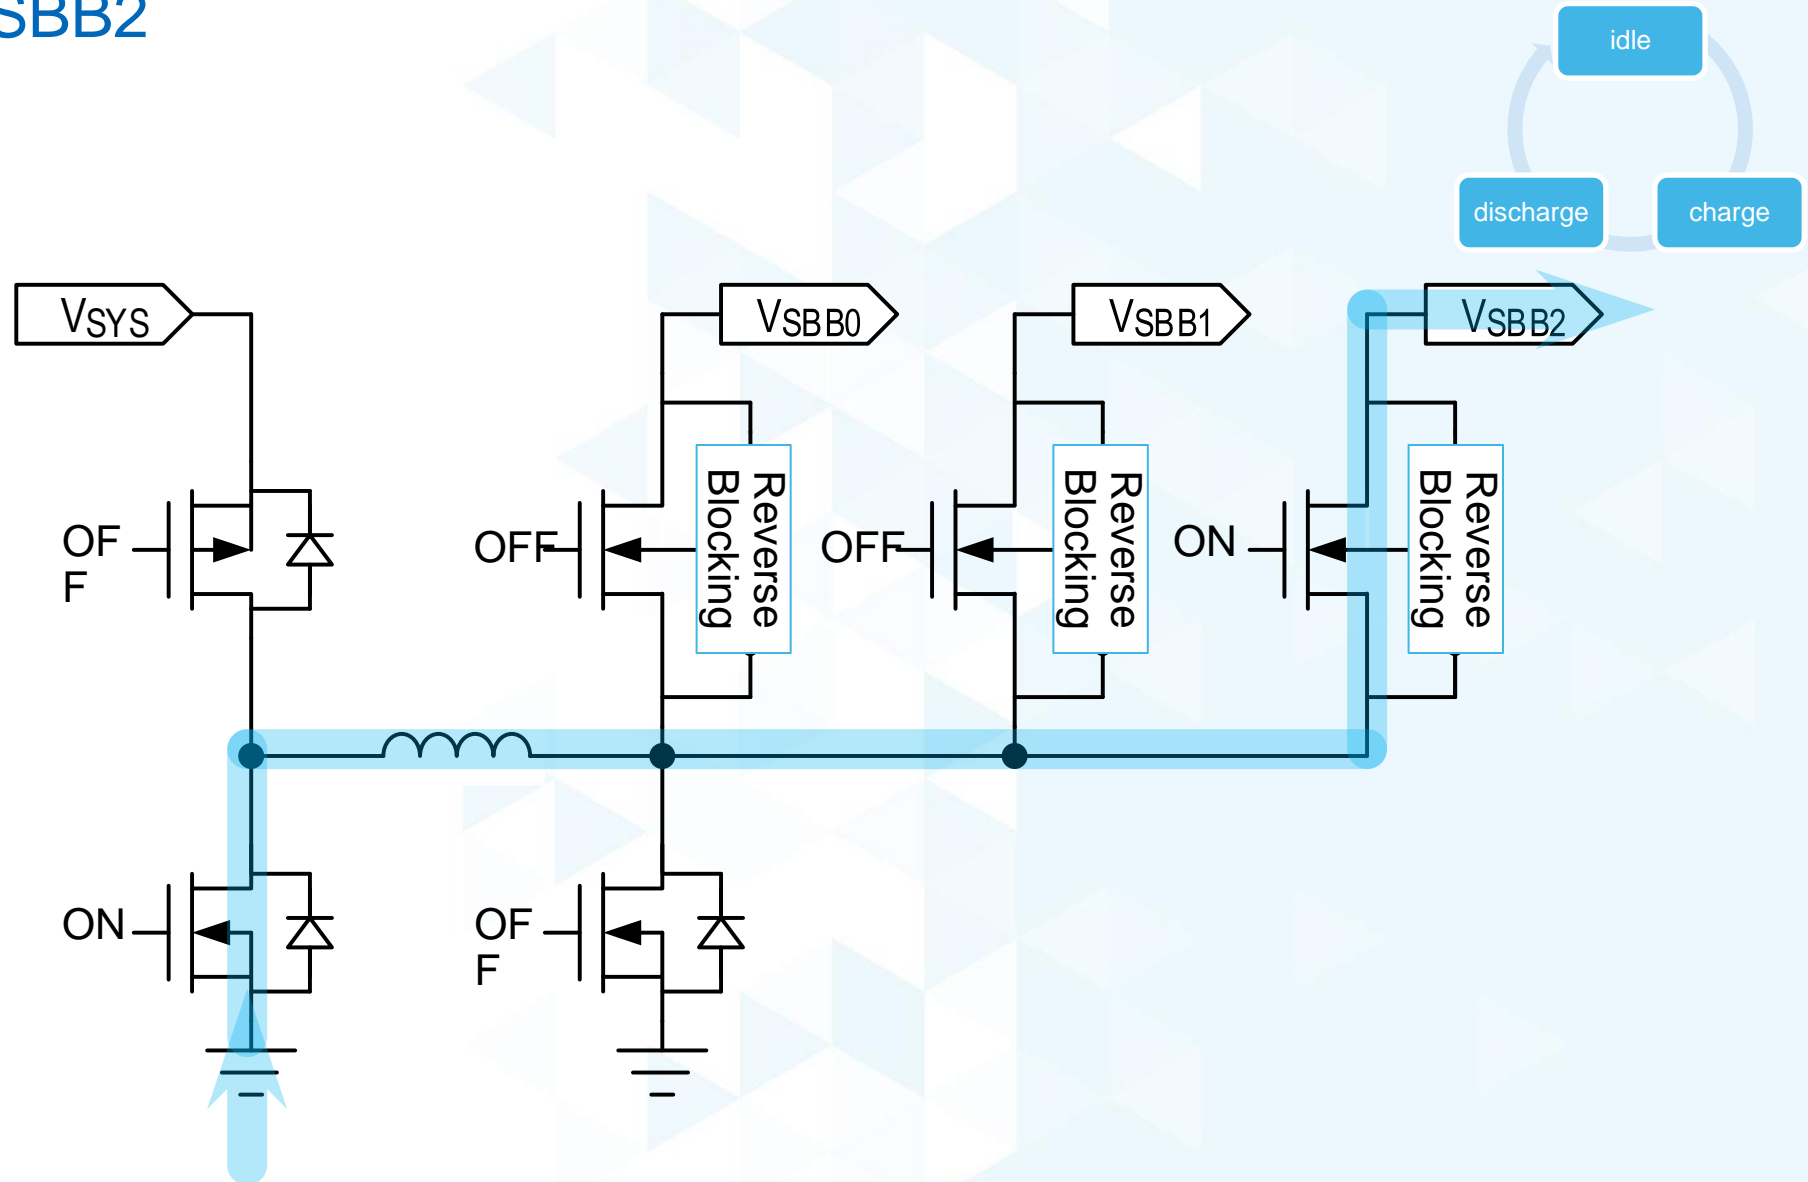 SBB2
idle
discharge
charge
VSYS
VSBB0
VSBB1
VSBB2
OF
F
OFF
OFF
ON
Reverse
Blocking
Reverse
Blocking
Reverse
Blocking
ON
OF
F